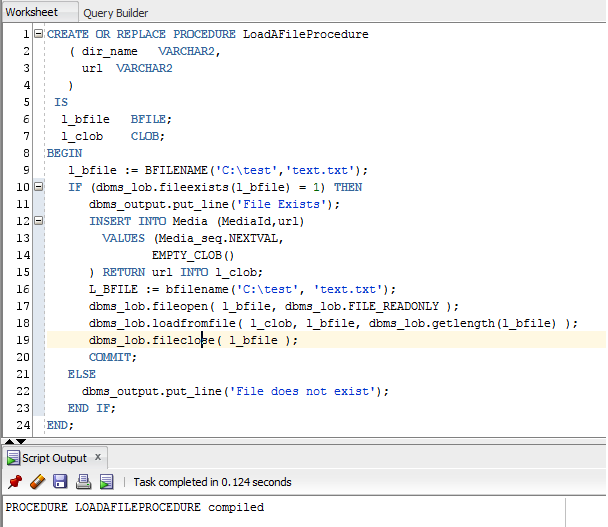 Worksheet Query Builder
1 CREATE OR REPLACE PROCEDURE LoadAFileProcedure
2 ( dir_name VARCHAR2,
3 url VARCHAR2
4 )
5 IS
6 l_bfile BFILE;
7 l_clob CLOB;
8 BEGIN
9 l_bfile := BFILENAME('C:\test','text.txt');
10 IF (dbms_lob.fileexists(l_bfile) = 1) THEN
11 dbms_output.put_line('File Exists');
12 INSERT INTO Media (MediaId,url)
13 VALUES (Media_seq.NEXTVAL,
14 EMPTY_CLOB()
15 ) RETURN url INTO l_clob;
16 L_BFILE := bfilename('C:\test', 'text.txt');
17 dbms_lob.fileopen( l_bfile, dbms_lob.FILE_READONLY );
18 dbms_lob.loadfromfile( l_clob, l_bfile, dbms_lob.getlength(l_bfile) );
19 dbms_lob.fileclose( l_bfile );
20 COMMIT;
21 ELSE
22 dbms_output.put_line('File does not exist');
23 END IF;
24 END;
Script Output x
Task completed in 0.124 seconds
PROCEDURE LOADAFILEPROCEDURE compiled